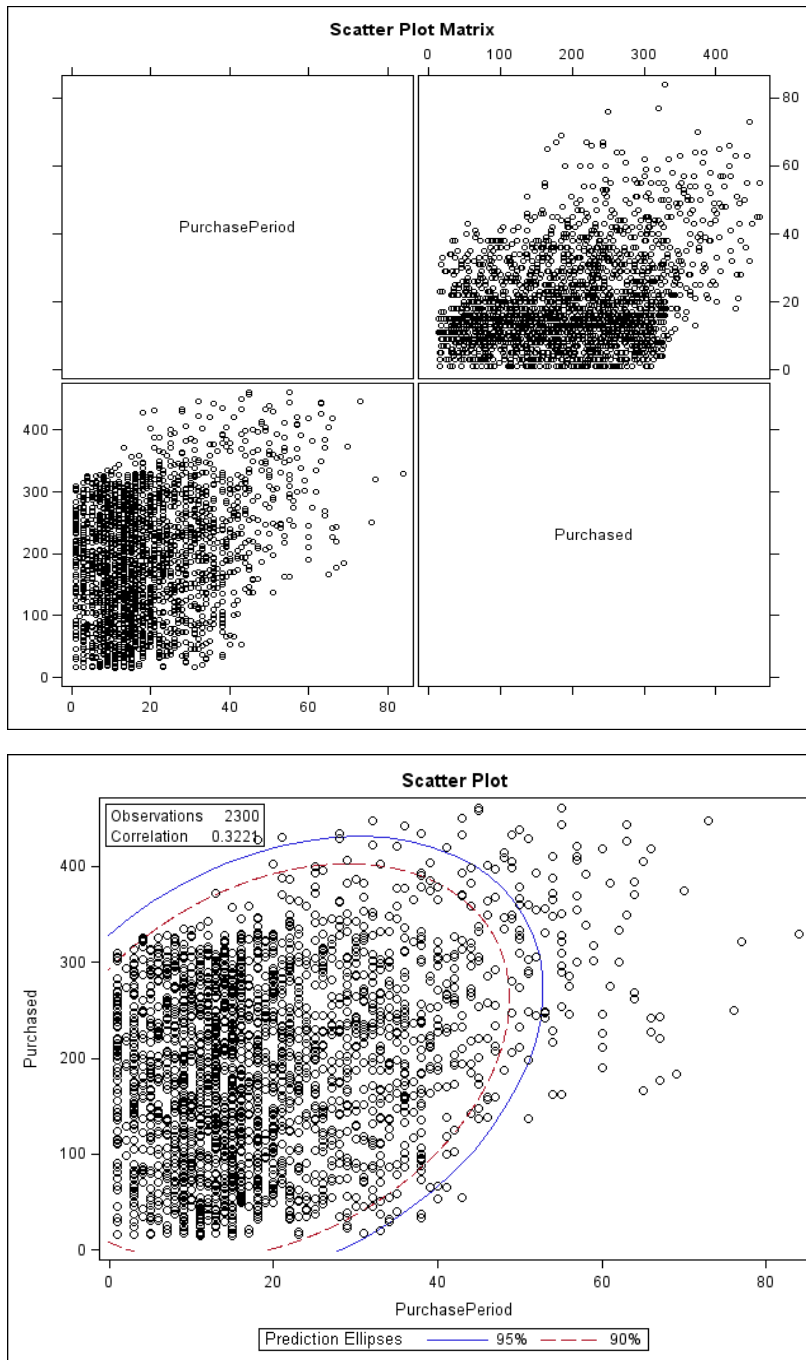 Scatter Plot Matrix
0 100 200 300 400
PurchasePeriod
80
60
40
20
0
400
300
200
100
0
Purchased
0 20 40 60 80
Scatter Plot
Observations 2300
Correlation 0.3221
400
300
200
100
0
Purchased
0 20 40 60 80
PurchasePeriod
Prediction Ellipses 95% 90%